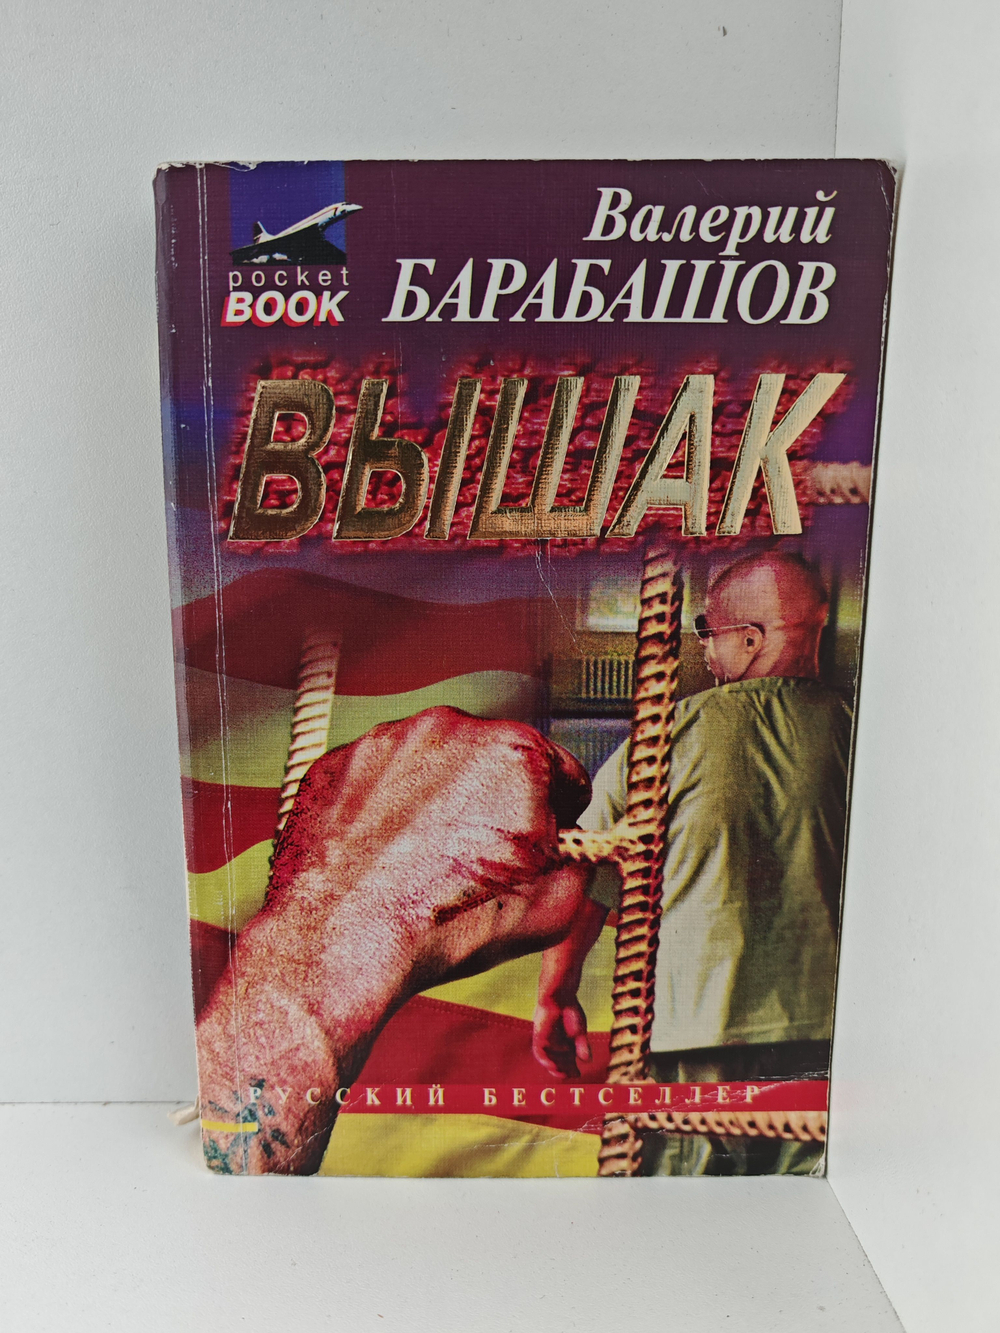 pocket
BOOK
Валерий
БАРАБАШОВ
ВЫШАК
РУССКИЙ БЕСТСЕЛЛЕР